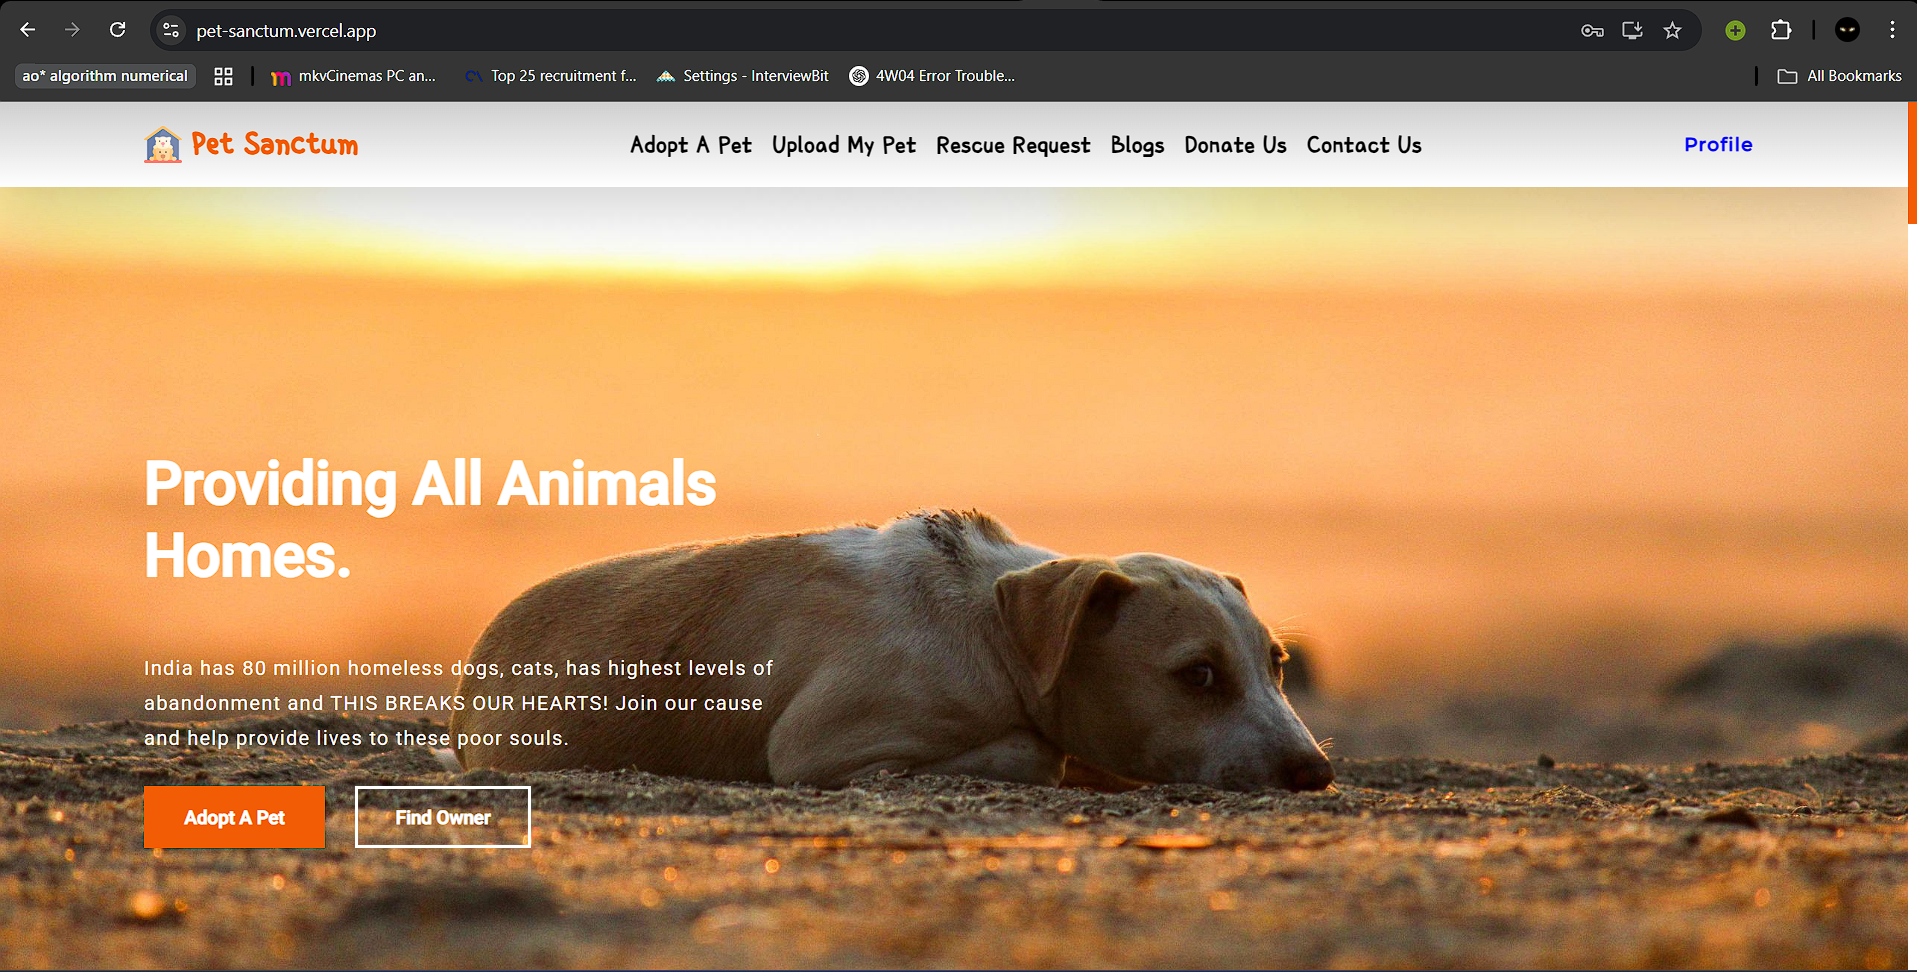 pet-sanctum.vercel.app
ao* algorithm numerical
mkvCinemas PC an...
Top 25 recruitment f...
Settings - InterviewBit
4W04 Error Trouble...
All Bookmarks
Pet Sanctum
Adopt A Pet
Upload My Pet
Rescue Request
Blogs
Donate Us
Contact Us
Profile
Providing All Animals
Homes.
India has 80 million homeless dogs, cats, has highest levels of
abandonment and THIS BREAKS OUR HEARTS! Join our cause
and help provide lives to these poor souls.
Adopt A Pet
Find Owner